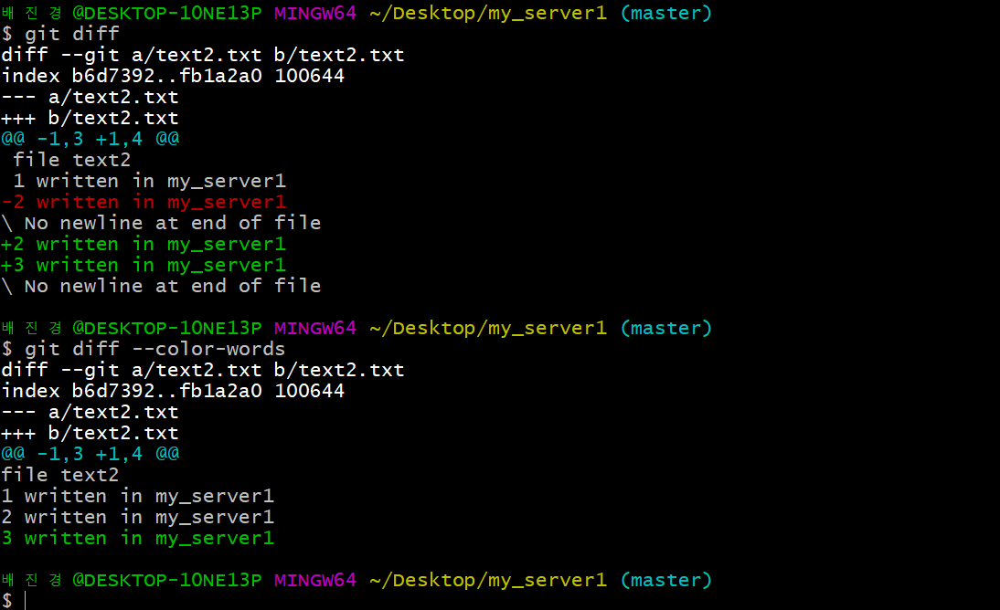 배 진 경 @DESKTOP-10NE13P MINGW64 ~/Desktop/my_server1 (master)
$ git diff
diff --git a/text2.txt b/text2.txt
index b6d7392..fb1a2a0 100644
--- a/text2.txt
+++ b/text2.txt
@@ -1,3 +1,4 @@
 file text2
 1 written in my_server1
-2 written in my_server1
\ No newline at end of file
+2 written in my_server1
+3 written in my_server1
\ No newline at end of file
배 진 경 @DESKTOP-10NE13P MINGW64 ~/Desktop/my_server1 (master)
$ git diff --color-words
diff --git a/text2.txt b/text2.txt
index b6d7392..fb1a2a0 100644
--- a/text2.txt
+++ b/text2.txt
@@ -1,3 +1,4 @@
file text2
1 written in my_server1
2 written in my_server1
3 written in my_server1
배 진 경 @DESKTOP-10NE13P MINGW64 ~/Desktop/my_server1 (master)
$